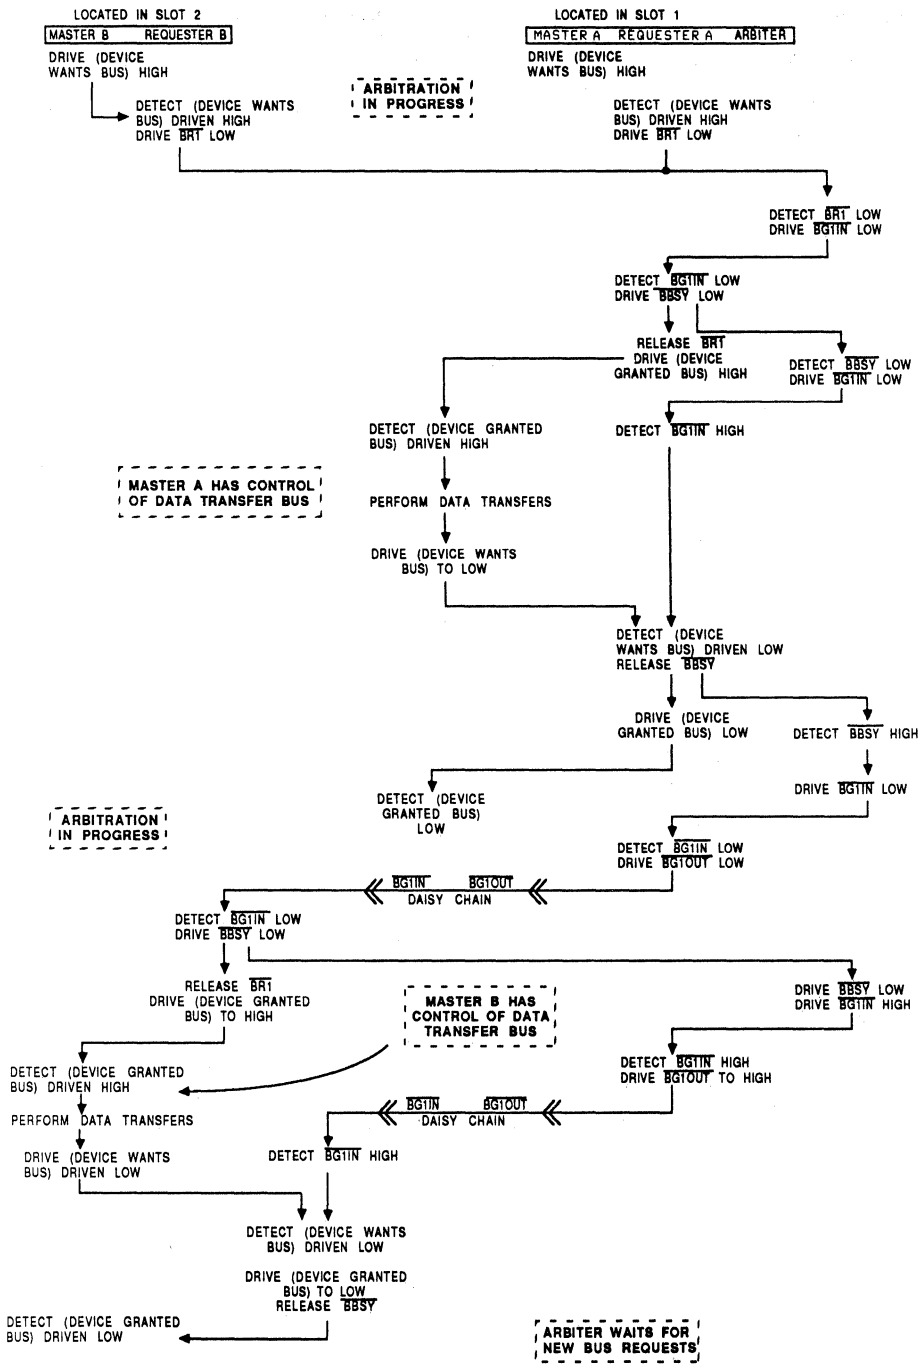 LOCATED IN SLOT 2
MASTER B REQUESTER B
LOCATED IN SLOT 1
MASTER A REQUESTER A ARBITER
DRIVE (DEVICE
WANTS BUS) HIGH
DRIVE (DEVICE
WANTS BUS) HIGH
ARBITRATION
IN PROGRESS
DETECT (DEVICE WANTS
BUS) DRIVEN HIGH
DRIVE BR1 LOW
DETECT (DEVICE WANTS
BUS) DRIVEN HIGH
DRIVE BR1 LOW
DETECT BR1 LOW
DRIVE BG1IN LOW
DETECT BG1IN LOW
DRIVE BBSY LOW
RELEASE BR1
DRIVE (DEVICE
GRANTED BUS) HIGH
DETECT BBSY LOW
DRIVE BG1IN LOW
DETECT (DEVICE GRANTED
BUS) DRIVEN HIGH
DETECT BG1IN HIGH
MASTER A HAS CONTROL
OF DATA TRANSFER BUS
PERFORM DATA TRANSFERS
DRIVE (DEVICE WANTS
BUS) TO LOW
DETECT (DEVICE
WANTS BUS) DRIVEN LOW
RELEASE BBSY
DRIVE (DEVICE
GRANTED BUS) LOW
DETECT BBSY HIGH
DRIVE BG1IN LOW
DETECT (DEVICE
GRANTED BUS)
LOW
ARBITRATION
IN PROGRESS
DETECT BG1IN LOW
DRIVE BG1OUT LOW
BG1IN BG1OUT
DAISY CHAIN
DETECT BG1IN LOW
DRIVE BBSY LOW
RELEASE BR1
DRIVE (DEVICE GRANTED
BUS) TO HIGH
MASTER B HAS
CONTROL OF DATA
TRANSFER BUS
DRIVE BBSY LOW
DRIVE BG1IN HIGH
DETECT BG1IN HIGH
DRIVE BG1OUT TO HIGH
DETECT (DEVICE GRANTED
BUS) DRIVEN HIGH
BG1IN BG1OUT
DAISY CHAIN
PERFORM DATA TRANSFERS
DRIVE (DEVICE WANTS
BUS) DRIVEN LOW
DETECT BG1IN HIGH
DETECT (DEVICE WANTS
BUS) DRIVEN LOW
DRIVE (DEVICE GRANTED
BUS) TO LOW
RELEASE BBSY
DETECT (DEVICE GRANTED
BUS) DRIVEN LOW
ARBITER WAITS FOR
NEW BUS REQUESTS